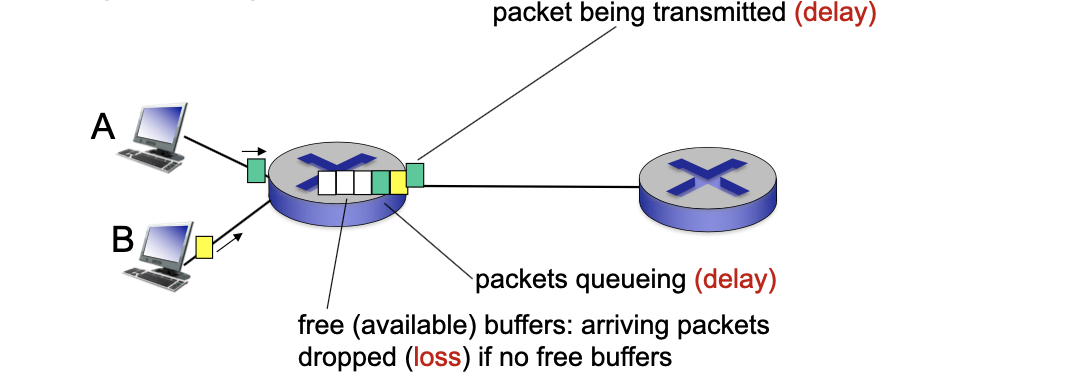 packet being transmitted (delay)
A
B
packets queueing (delay)
free (available) buffers: arriving packets
dropped (loss) if no free buffers